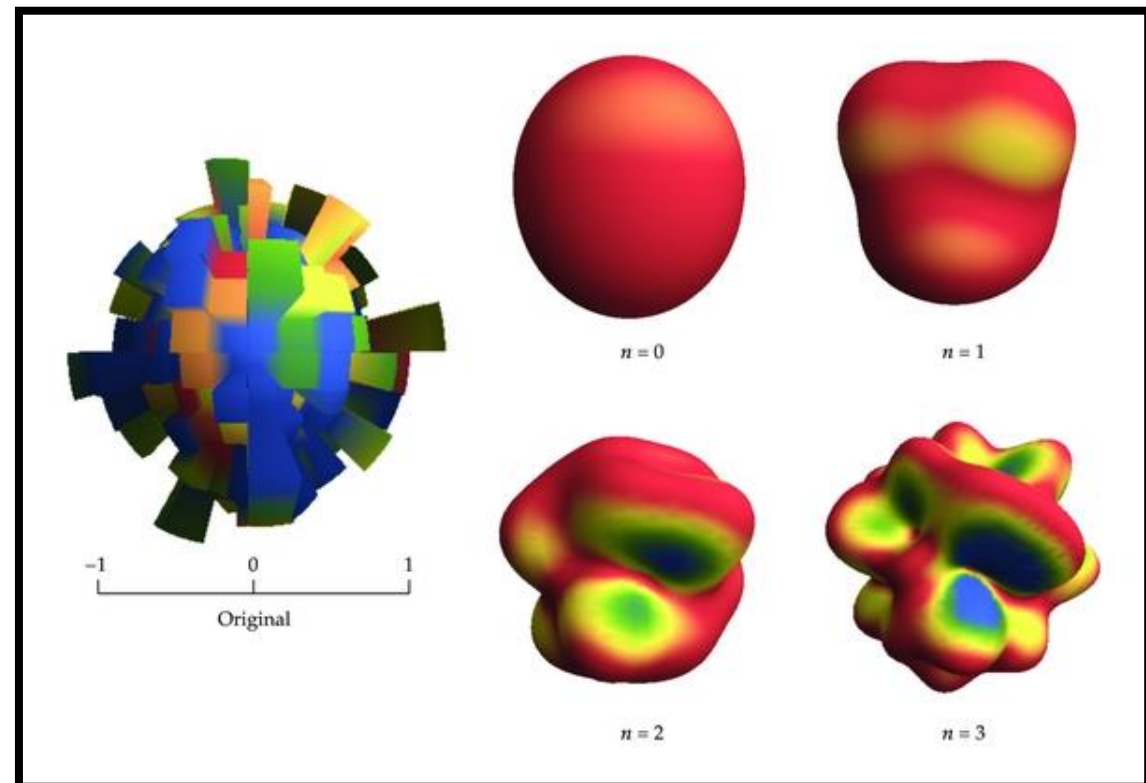 n = 0
n = 1
−1 0 1
Original
n = 2
n = 3